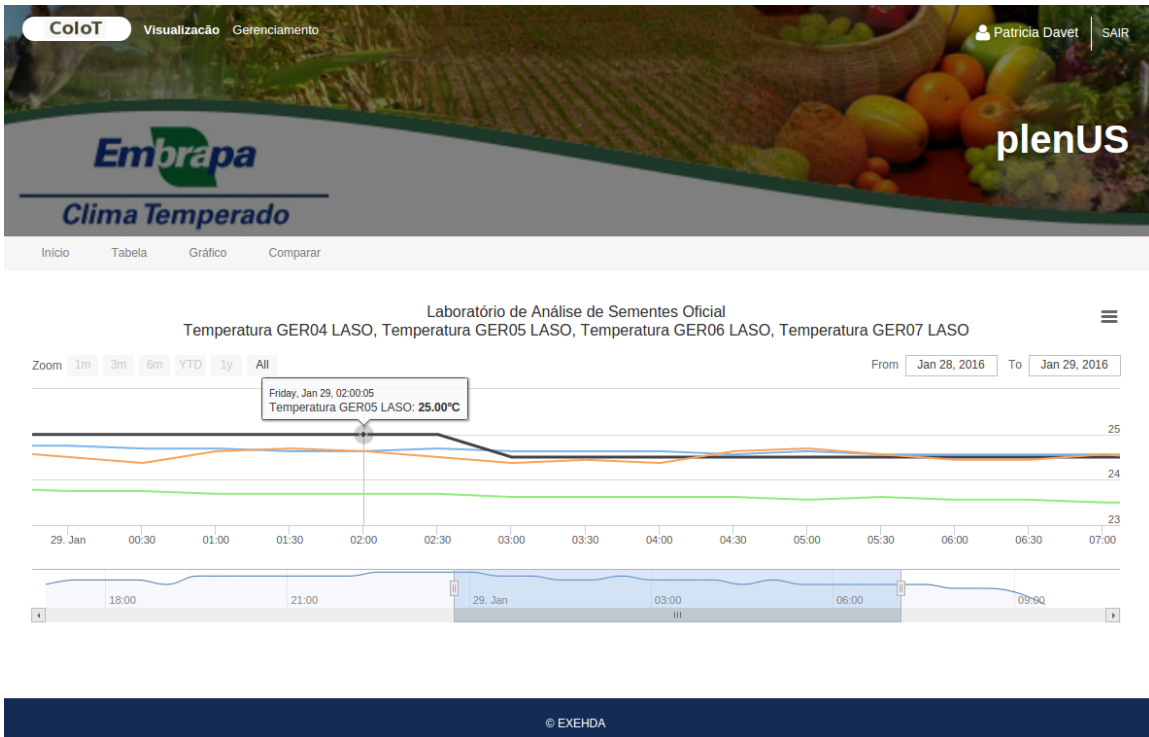 CoIoT Visualizacão Gerenciamento Patricia Davet SAIR
Embrapa
Clima Temperado
plenUS
Início Tabela Gráfico Comparar
Laboratório de Análise de Sementes Oficial
Temperatura GER04 LASO, Temperatura GER05 LASO, Temperatura GER06 LASO, Temperatura GER07 LASO
Zoom 1m 3m 6m YTD 1y All From Jan 28, 2016 To Jan 29, 2016
Friday, Jan 29, 02:00:05
Temperatura GER05 LASO: 25.00°C
25
24
23
29. Jan 00:30 01:00 01:30 02:00 02:30 03:00 03:30 04:00 04:30 05:00 05:30 06:00 06:30 07:00
18:00 21:00 29. Jan 03:00 06:00 09:00
© EXEHDA